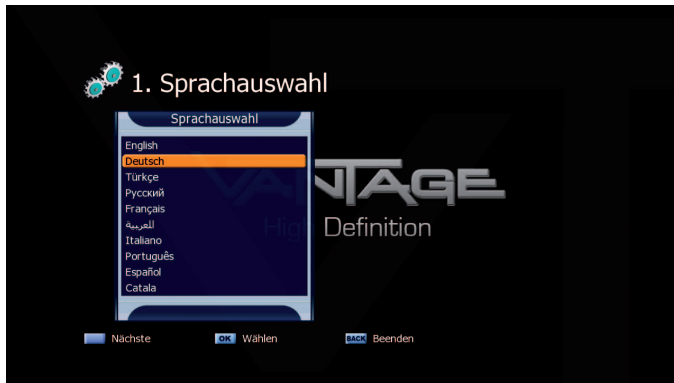 1. Sprachauswahl
Sprachauswahl
English
Deutsch
Türkçe
Русский
Français
العربية
Italiano
Português
Español
Catala
VANTAGE
High Definition
Nächste
OK Wählen
BACK Beenden